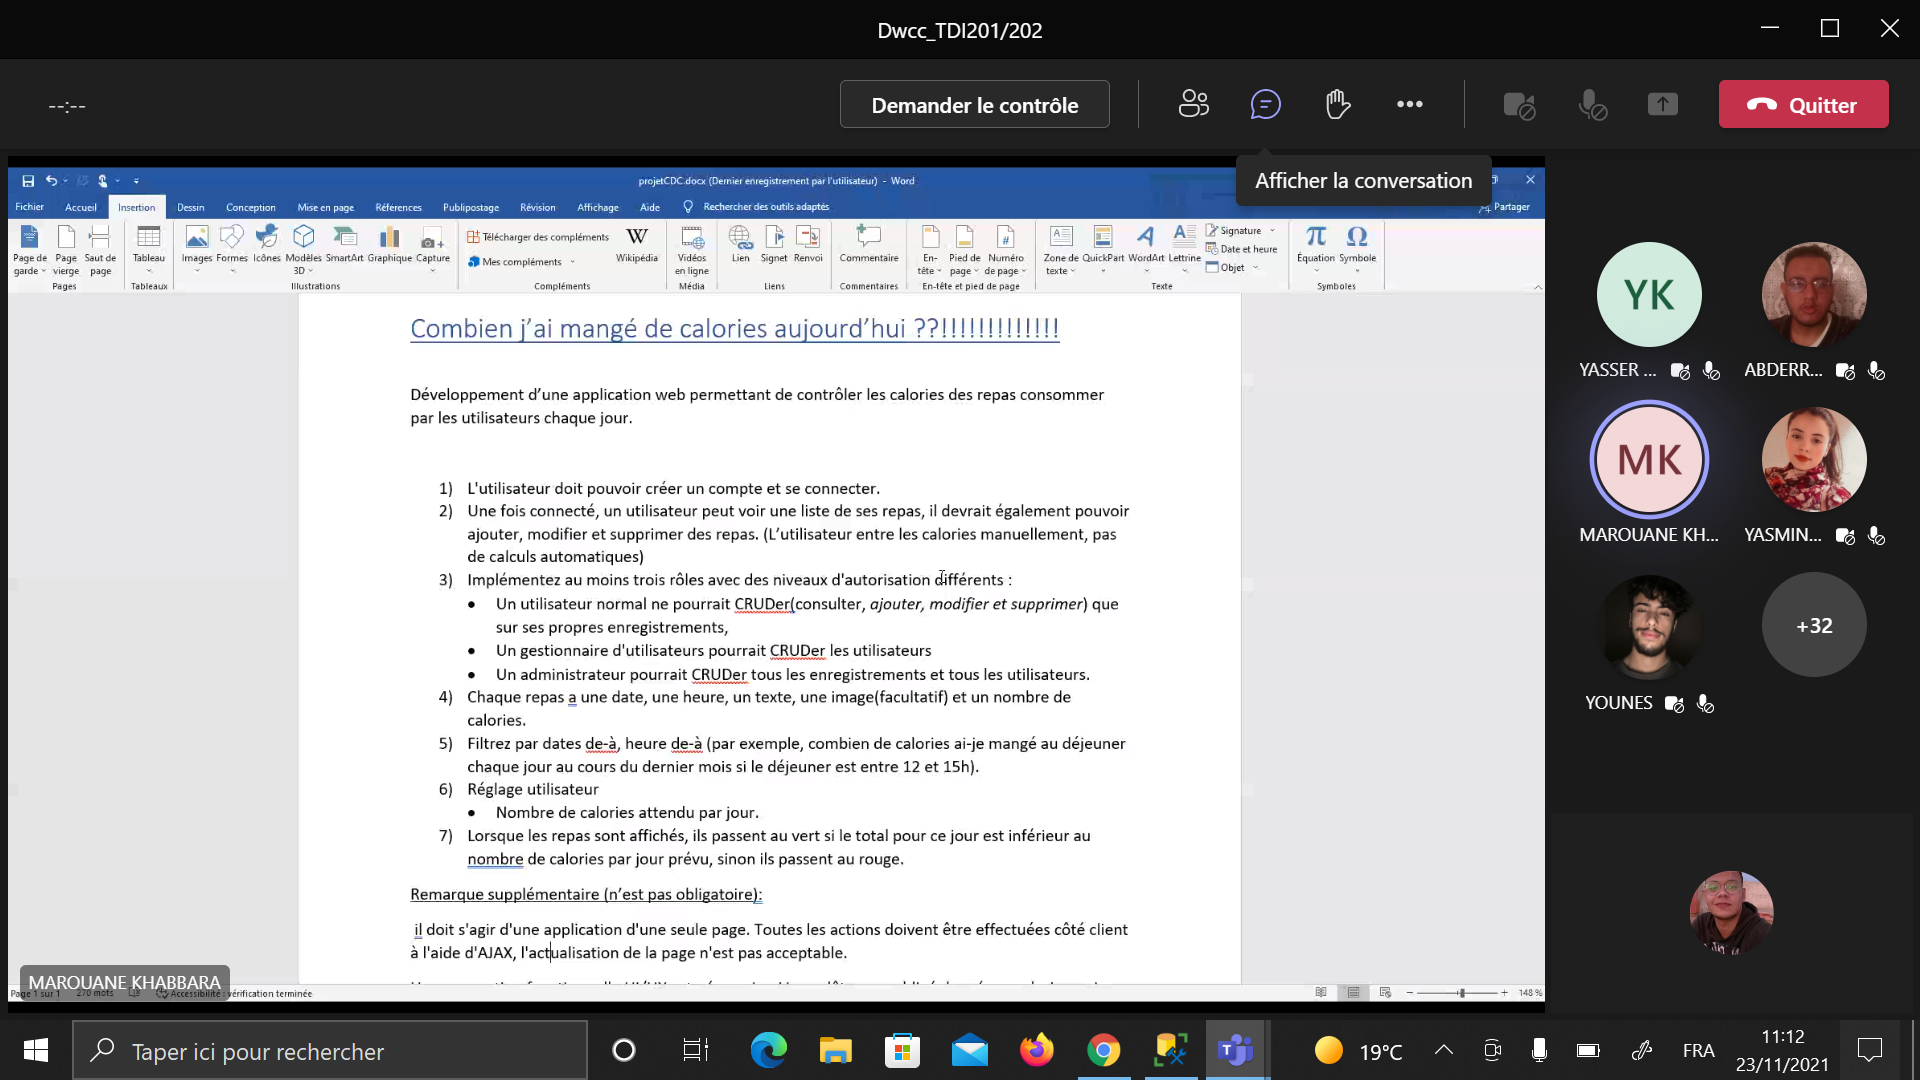 Dwcc_TDI201/202
--:--
Demander le contrôle
Quitter
Afficher la conversation
projetCDC.docx (Dernier enregistrement par l'utilisateur) - Word
Fichier Accueil Insertion Dessin Conception Mise en page Références Publipostage Révision Affichage Aide Rechercher des outils adaptés Partager
Page de garde
Page vierge
Saut de page
Pages
Tableau
Tableaux
Images
Formes
Icônes
Modèles 3D
SmartArt
Graphique
Capture
Illustrations
Télécharger des compléments
Mes compléments
Wikipédia
Compléments
Vidéos en ligne
Média
Lien
Signet
Renvoi
Liens
Commentaire
Commentaires
En-tête
Pied de page
Numéro de page
En-tête et pied de page
Zone de texte
QuickPart
WordArt
Lettrine
Signature
Date et heure
Objet
Texte
Équation
Symbole
Symboles
Combien j’ai mangé de calories aujourd’hui ??!!!!!!!!!!!!!
Développement d’une application web permettant de contrôler les calories des repas consommer
par les utilisateurs chaque jour.
1) L'utilisateur doit pouvoir créer un compte et se connecter.
2) Une fois connecté, un utilisateur peut voir une liste de ses repas, il devrait également pouvoir
ajouter, modifier et supprimer des repas. (L’utilisateur entre les calories manuellement, pas
de calculs automatiques)
3) Implémentez au moins trois rôles avec des niveaux d'autorisation différents :
• Un utilisateur normal ne pourrait CRUDer(consulter, ajouter, modifier et supprimer) que
sur ses propres enregistrements,
• Un gestionnaire d'utilisateurs pourrait CRUDer les utilisateurs
• Un administrateur pourrait CRUDer tous les enregistrements et tous les utilisateurs.
4) Chaque repas a une date, une heure, un texte, une image(facultatif) et un nombre de
calories.
5) Filtrez par dates de-à, heure de-à (par exemple, combien de calories ai-je mangé au déjeuner
chaque jour au cours du dernier mois si le déjeuner est entre 12 et 15h).
6) Réglage utilisateur
• Nombre de calories attendu par jour.
7) Lorsque les repas sont affichés, ils passent au vert si le total pour ce jour est inférieur au
nombre de calories par jour prévu, sinon ils passent au rouge.
Remarque supplémentaire (n’est pas obligatoire):
il doit s'agir d'une application d'une seule page. Toutes les actions doivent être effectuées côté client
à l'aide d'AJAX, l'actualisation de la page n'est pas acceptable.
MAROUANE KHABBARA
Page 1 sur 1 270 mots Accessibilité : vérification terminée
148 %
YK
YASSER ...
ABDERR...
MK
MAROUANE KH...
YASMIN...
YOUNES
+32
Taper ici pour rechercher
19°C
FRA
11:12
23/11/2021